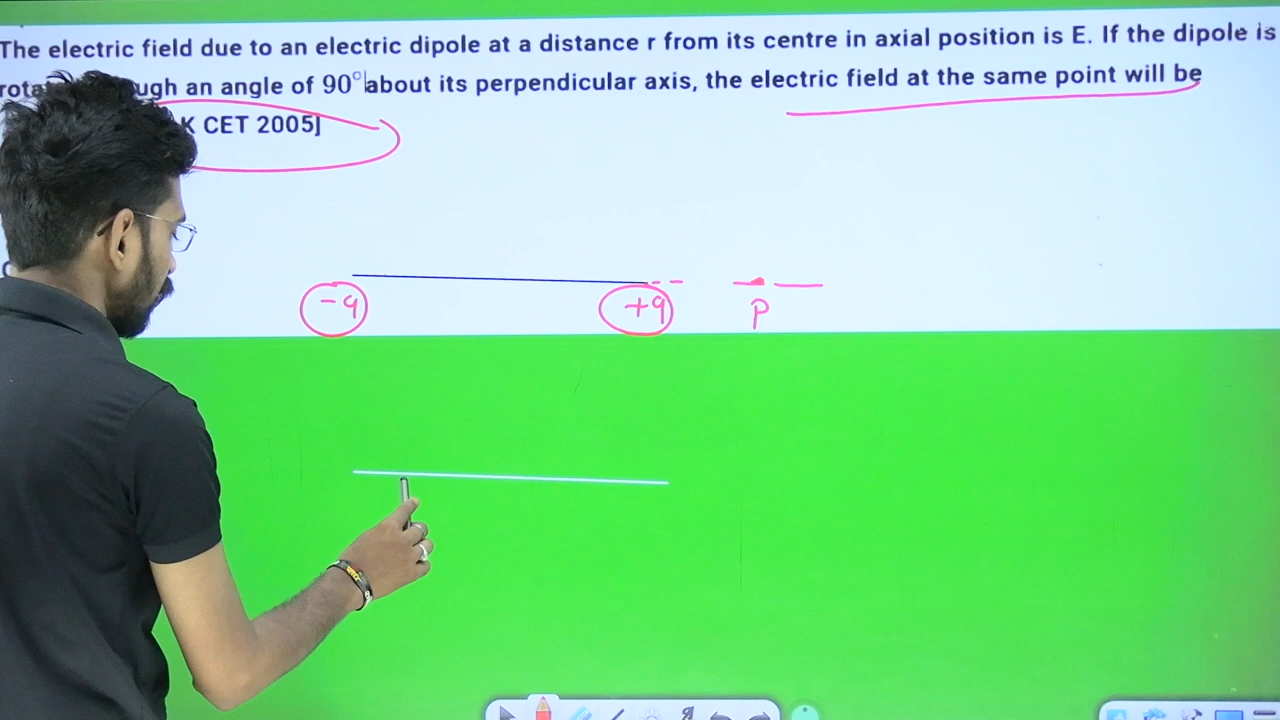 The electric field due to an electric dipole at a distance r from its centre in axial position is E. If the dipole is
an angle of 90° about its perpendicular axis, the electric field at the same point will be
K CET 2005]
-q +q P